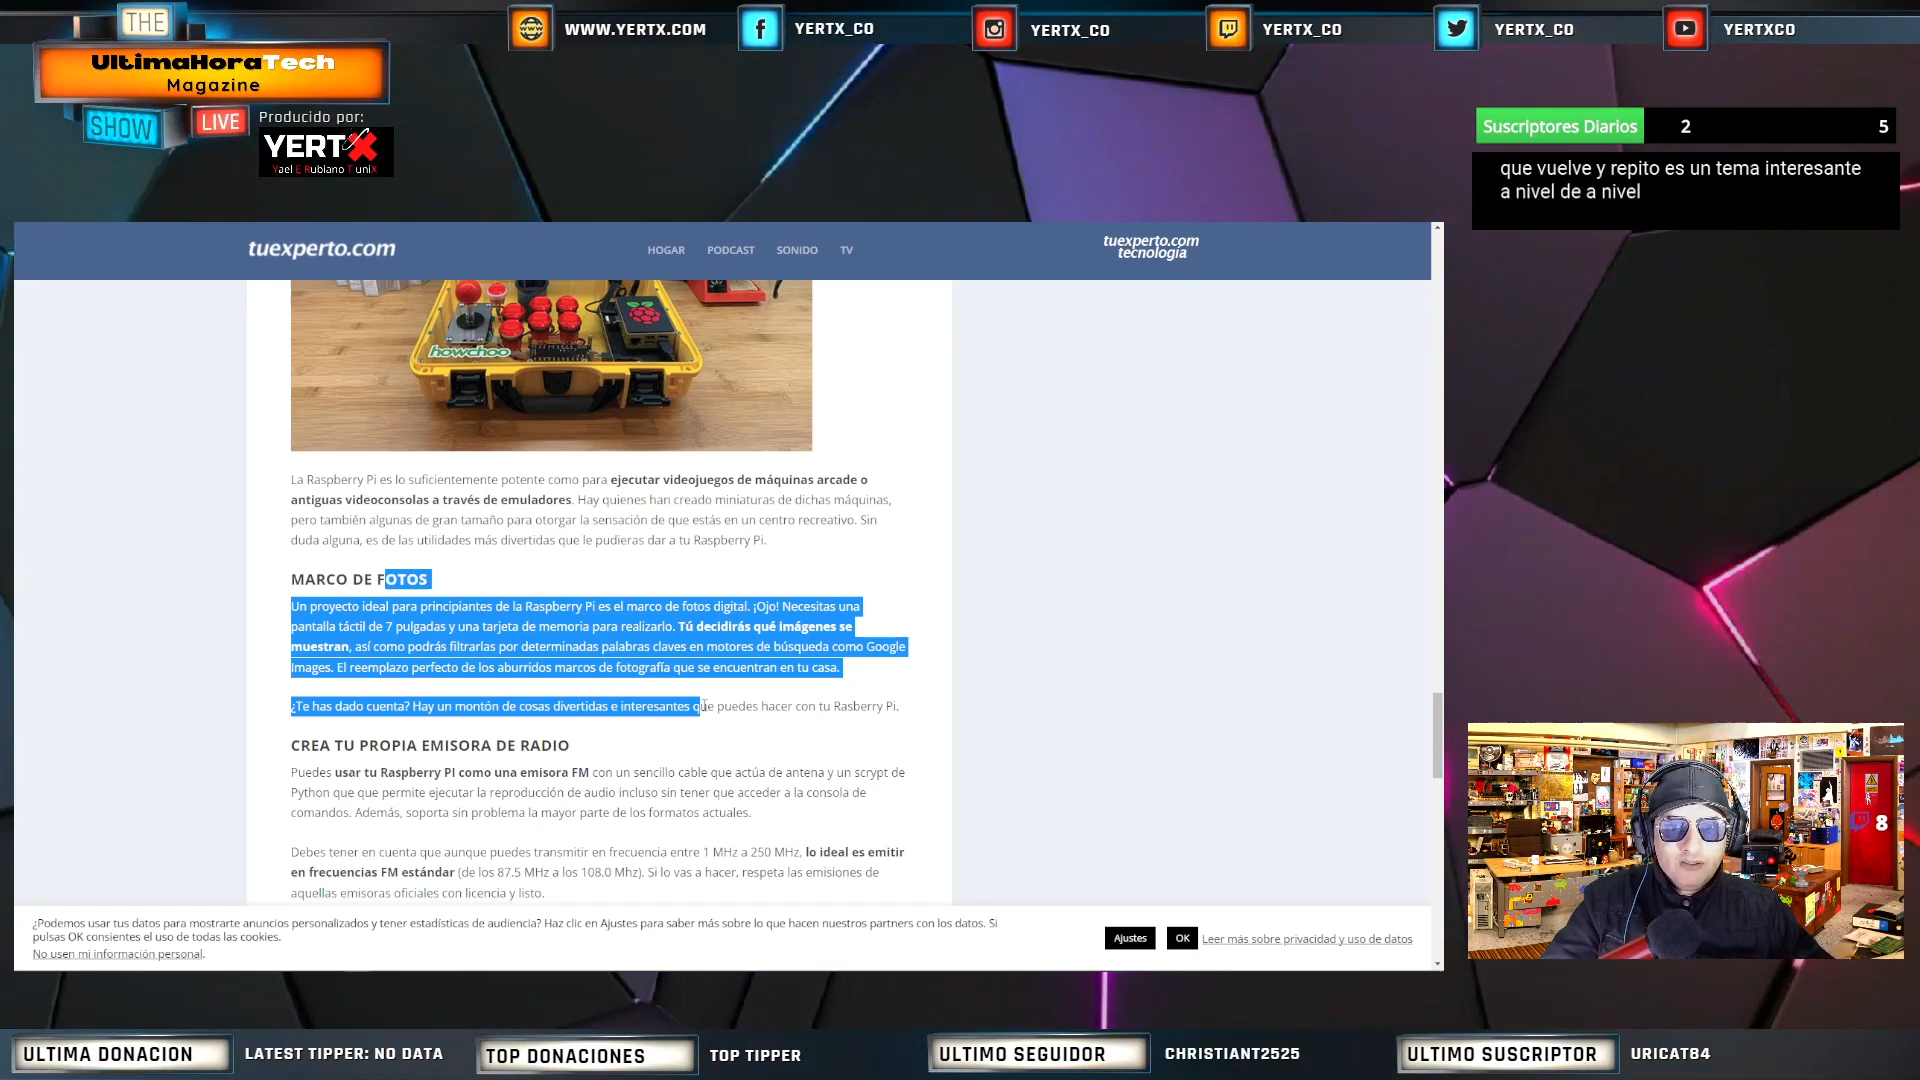 THE
UltimaHoraTech
Magazine
SHOW
LIVE
Producido por:
YERTX
Yael E Rubiano T uniX
WWW.YERTX.COM
YERTX_CO
YERTX_CO
YERTX_CO
YERTX_CO
YERTXCO
Suscriptores Diarios 2 5
que vuelve y repito es un tema interesante
a nivel de a nivel
tuexperto.com
HOGAR PODCAST SONIDO TV
tuexperto.com
tecnología
howchoo
La Raspberry Pi es lo suficientemente potente como para ejecutar videojuegos de máquinas arcade o
antiguas videoconsolas a través de emuladores. Hay quienes han creado miniaturas de dichas máquinas,
pero también algunas de gran tamaño para otorgar la sensación de que estás en un centro recreativo. Sin
duda alguna, es de las utilidades más divertidas que le pudieras dar a tu Raspberry Pi.
MARCO DE FOTOS
Un proyecto ideal para principiantes de la Raspberry Pi es el marco de fotos digital. ¡Ojo! Necesitas una
pantalla táctil de 7 pulgadas y una tarjeta de memoria para realizarlo. Tú decidirás qué imágenes se
muestran, así como podrás filtrarlas por determinadas palabras claves en motores de búsqueda como Google
Images. El reemplazo perfecto de los aburridos marcos de fotografía que se encuentran en tu casa.
¿Te has dado cuenta? Hay un montón de cosas divertidas e interesantes que puedes hacer con tu Rasberry Pi.
CREA TU PROPIA EMISORA DE RADIO
Puedes usar tu Raspberry PI como una emisora FM con un sencillo cable que actúa de antena y un scrypt de
Python que que permite ejecutar la reproducción de audio incluso sin tener que acceder a la consola de
comandos. Además, soporta sin problema la mayor parte de los formatos actuales.
Debes tener en cuenta que aunque puedes transmitir en frecuencia entre 1 MHz a 250 MHz, lo ideal es emitir
en frecuencias FM estándar (de los 87.5 MHz a los 108.0 Mhz). Si lo vas a hacer, respeta las emisiones de
aquellas emisoras oficiales con licencia y listo.
¿Podemos usar tus datos para mostrarte anuncios personalizados y tener estadísticas de audiencia? Haz clic en Ajustes para saber más sobre lo que hacen nuestros partners con los datos. Si
pulsas OK consientes el uso de todas las cookies.
No usen mi información personal.
Ajustes OK Leer más sobre privacidad y uso de datos
8
ULTIMA DONACION LATEST TIPPER: NO DATA
TOP DONACIONES TOP TIPPER
ULTIMO SEGUIDOR CHRISTIANT2525
ULTIMO SUSCRIPTOR URICAT84